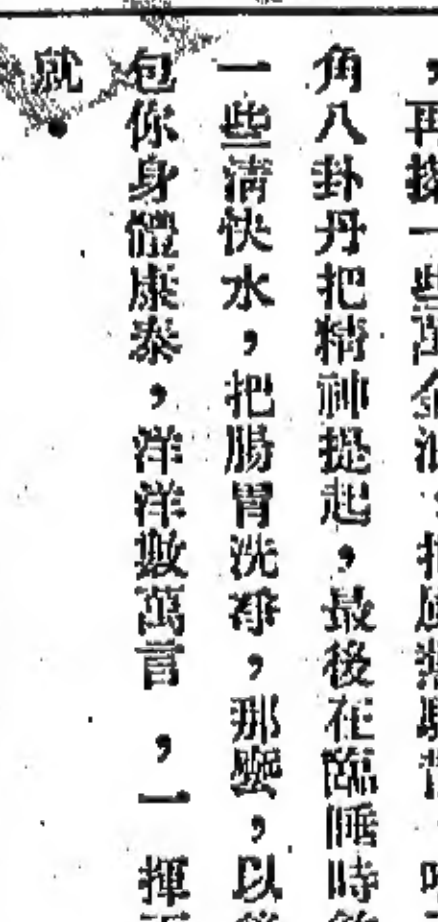 ，再搽一些萬金油，
角八卦丹把精神提起，最後在臨睡時
一些清快水，把腸胃洗凈，那麼，以
包你身體康泰，洋洋數萬言，一揮
就。